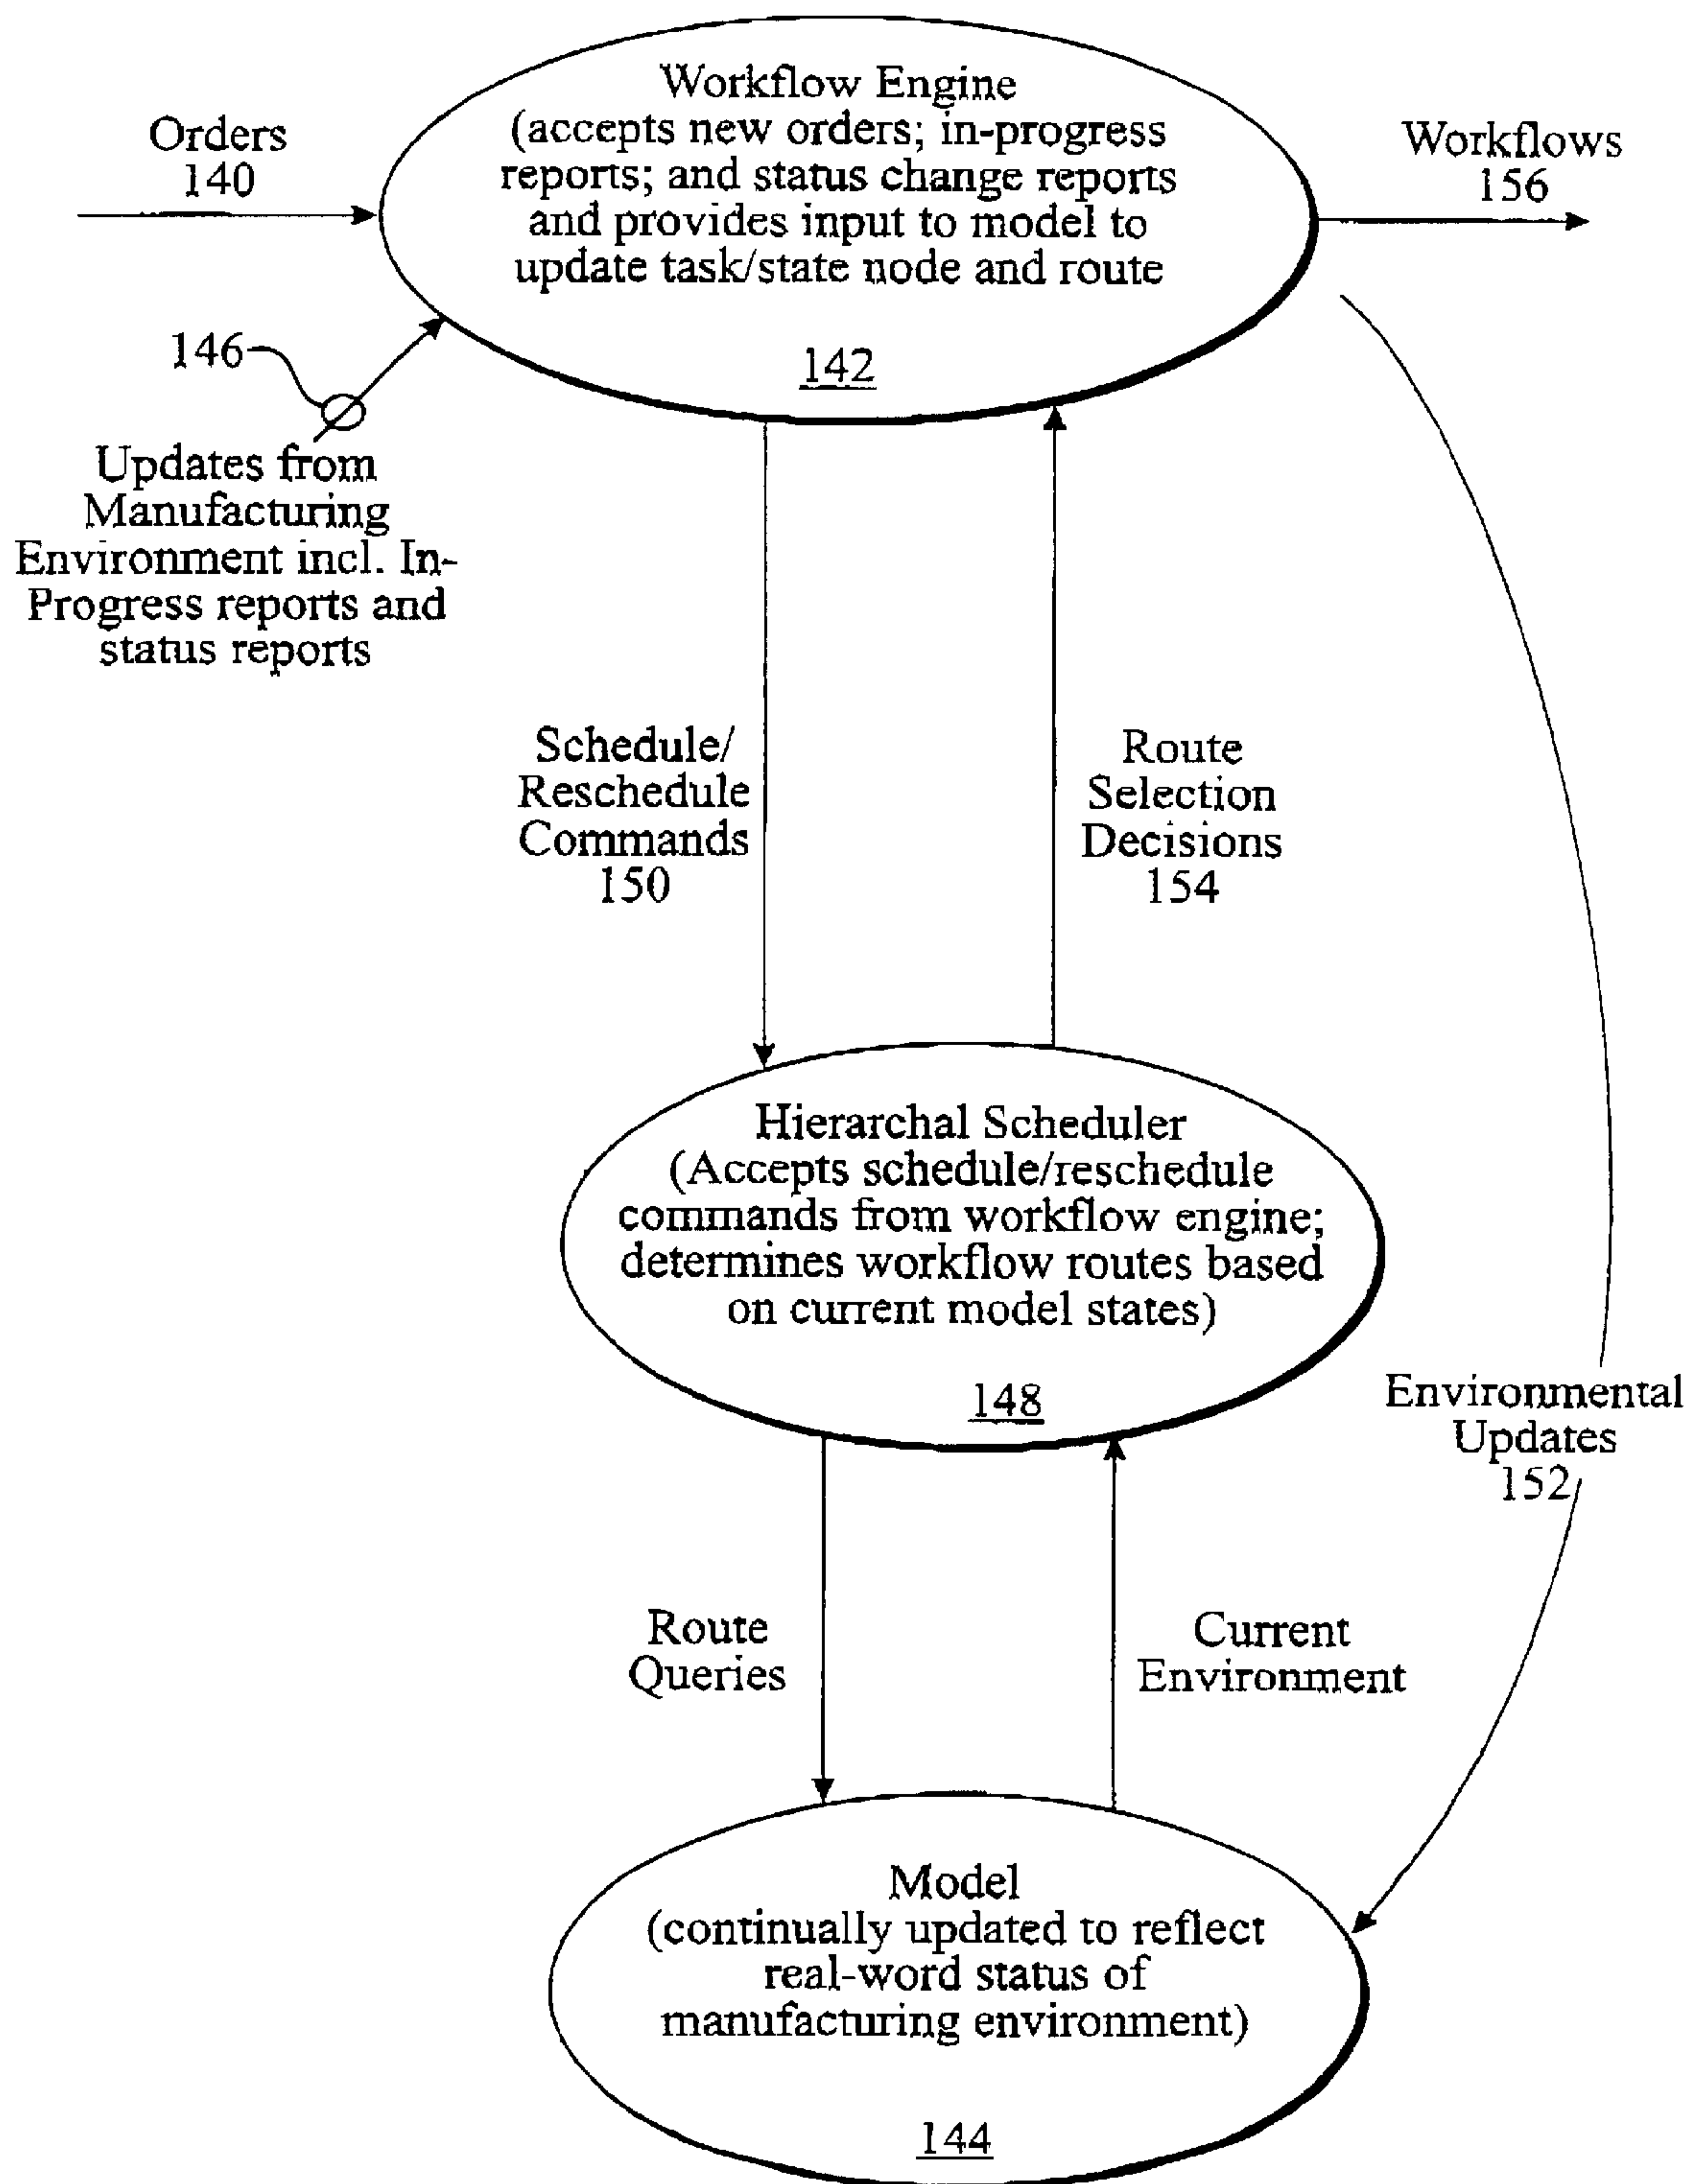 Workflow Engine
(accepts new orders; in-progress
reports; and status change reports
and provides input to model to
update task/state node and route
142
Orders
140
Workflows
156
146
Updates from
Manufacturing
Environment incl. In-
Progress reports and
status reports
Schedule/
Reschedule
Commands
150
Route
Selection
Decisions
154
Hierarchal Scheduler
(Accepts schedule/reschedule
commands from workflow engine;
determines workflow routes based
on current model states)
148
Environmental
Updates
152
Route
Queries
Current
Environment
Model
(continually updated to reflect
real-word status of
manufacturing environment)
144